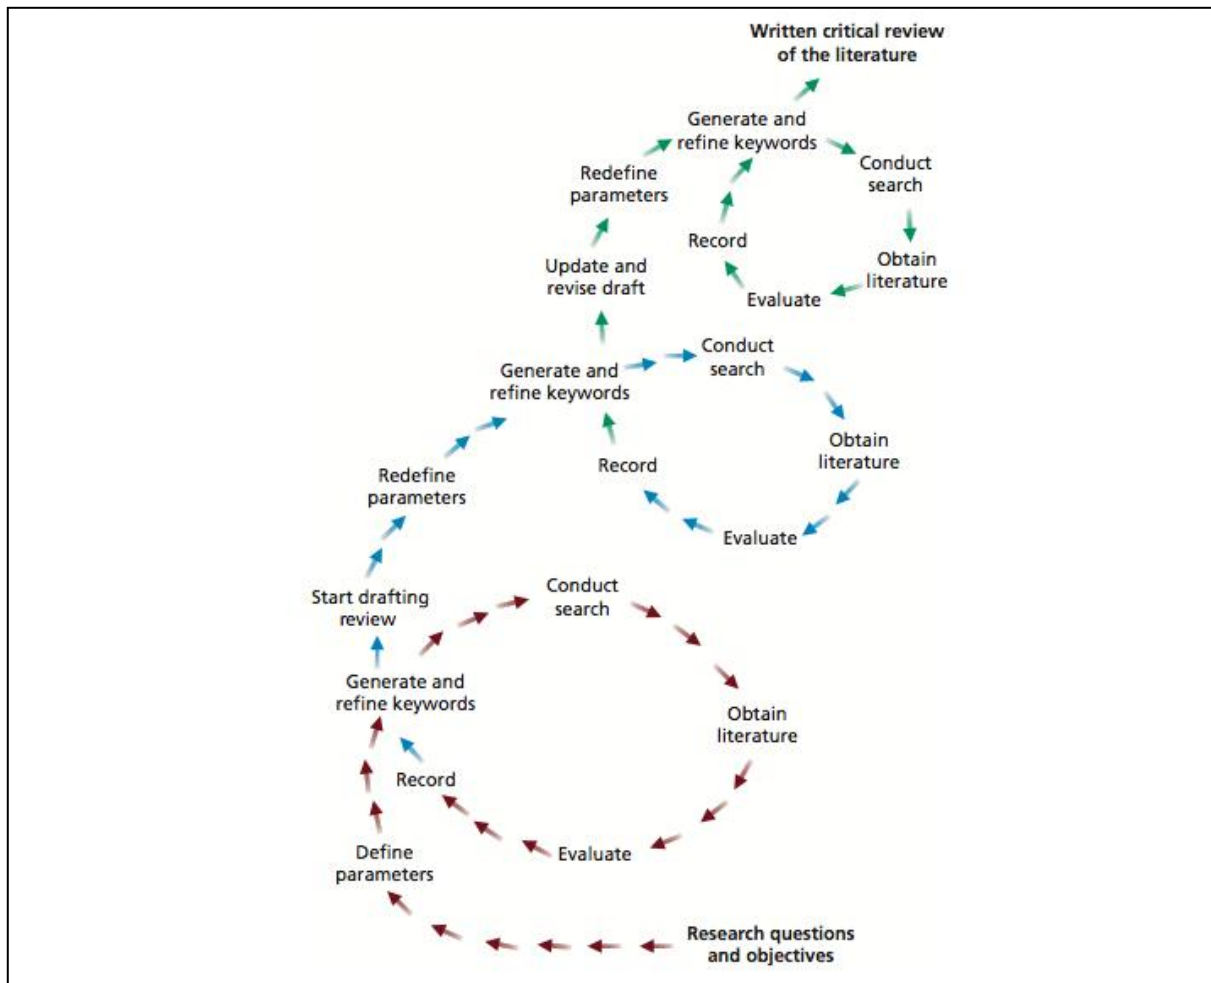 Written critical review
of the literature
Generate and
refine keywords
Conduct
search
Redefine
parameters
Record
Obtain
literature
Update and
revise draft
Evaluate
Conduct
search
Generate and
refine keywords
Obtain
literature
Record
Redefine
parameters
Evaluate
Conduct
search
Start drafting
review
Generate and
refine keywords
Obtain
literature
Record
Evaluate
Define
parameters
Research questions
and objectives